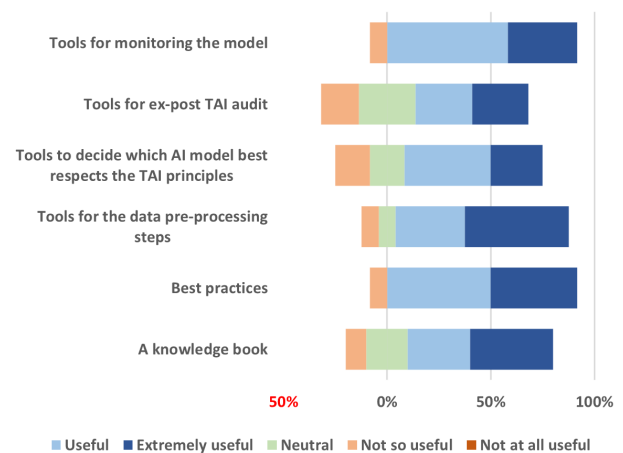 Tools for monitoring the model
Tools for ex-post TAI audit
Tools to decide which AI model best
respects the TAI principles
Tools for the data pre-processing
steps
Best practices
A knowledge book
50% 0% 50% 100%
Useful Extremely useful Neutral Not so useful Not at all useful